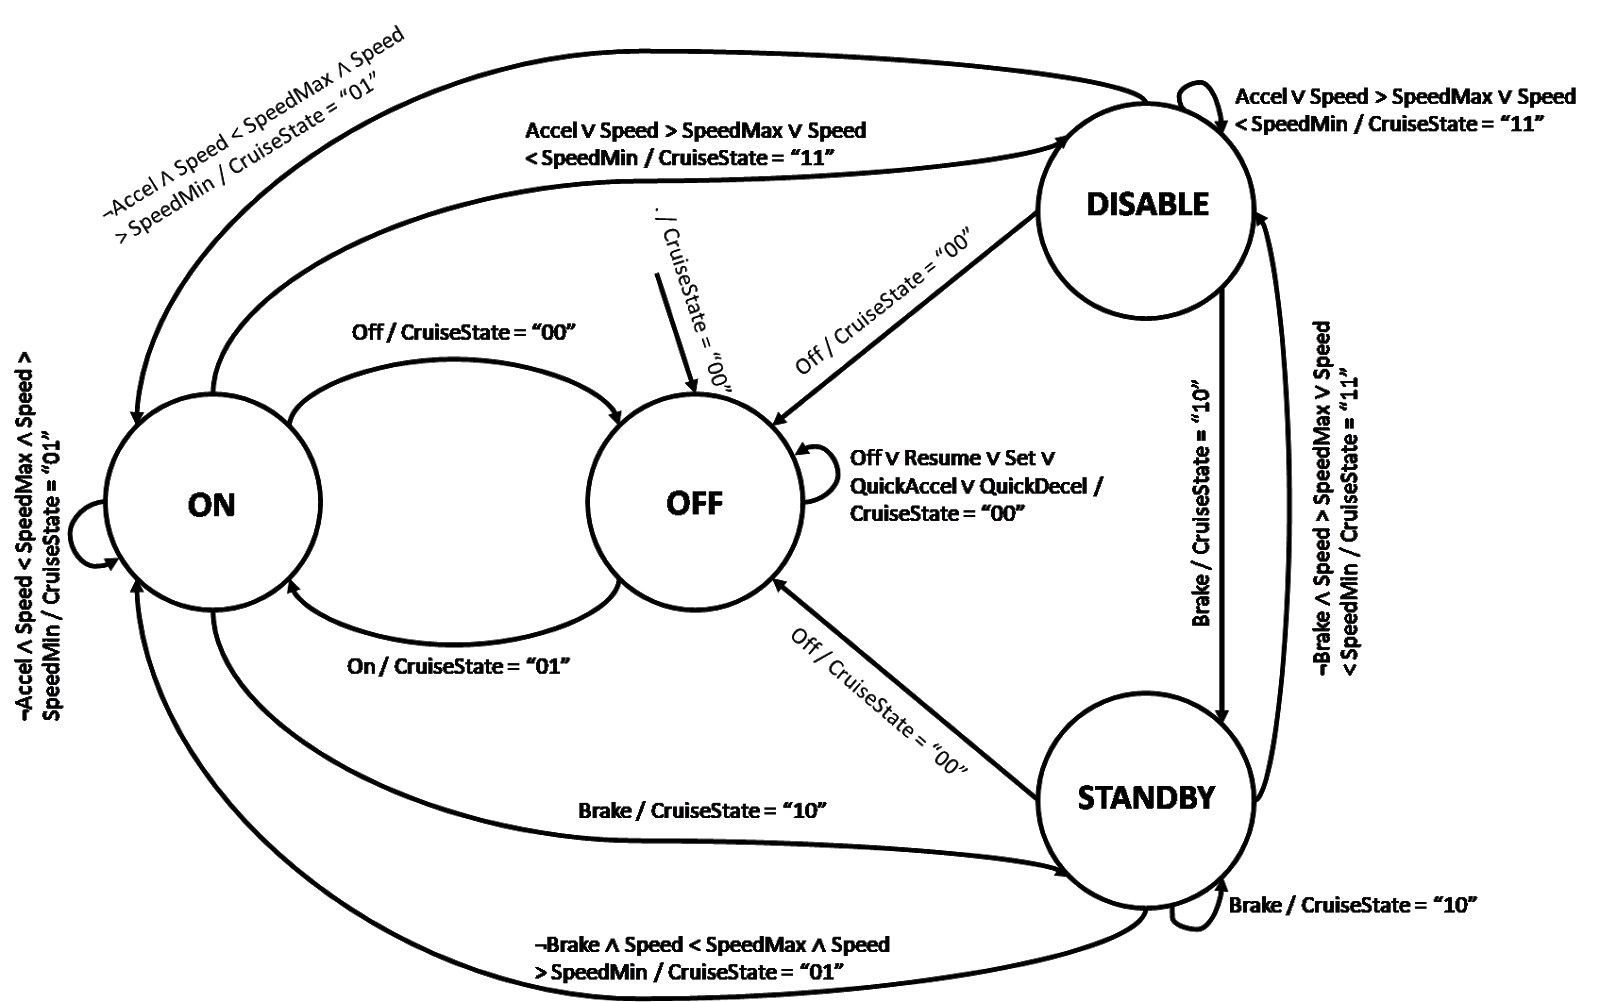 ¬Accel ∧ Speed < SpeedMax ∧ Speed
> SpeedMin / CruiseState = “01”
Accel ∨ Speed > SpeedMax ∨ Speed
< SpeedMin / CruiseState = “11”
Accel ∨ Speed > SpeedMax ∨ Speed
< SpeedMin / CruiseState = “11”
DISABLE
. / CruiseState = “00”
Off / CruiseState = “00”
Off / CruiseState = “00”
¬Accel ∧ Speed < SpeedMax ∧ Speed >
SpeedMin / CruiseState = “01”
ON
OFF
Off ∨ Resume ∨ Set ∨
QuickAccel ∨ QuickDecel /
CruiseState = “00”
Brake / CruiseState = “10”
¬Brake ∧ Speed > SpeedMax ∨ Speed
< SpeedMin / CruiseState = “11”
On / CruiseState = “01”
Off / CruiseState = “00”
STANDBY
Brake / CruiseState = “10”
Brake / CruiseState = “10”
¬Brake ∧ Speed < SpeedMax ∧ Speed
> SpeedMin / CruiseState = “01”